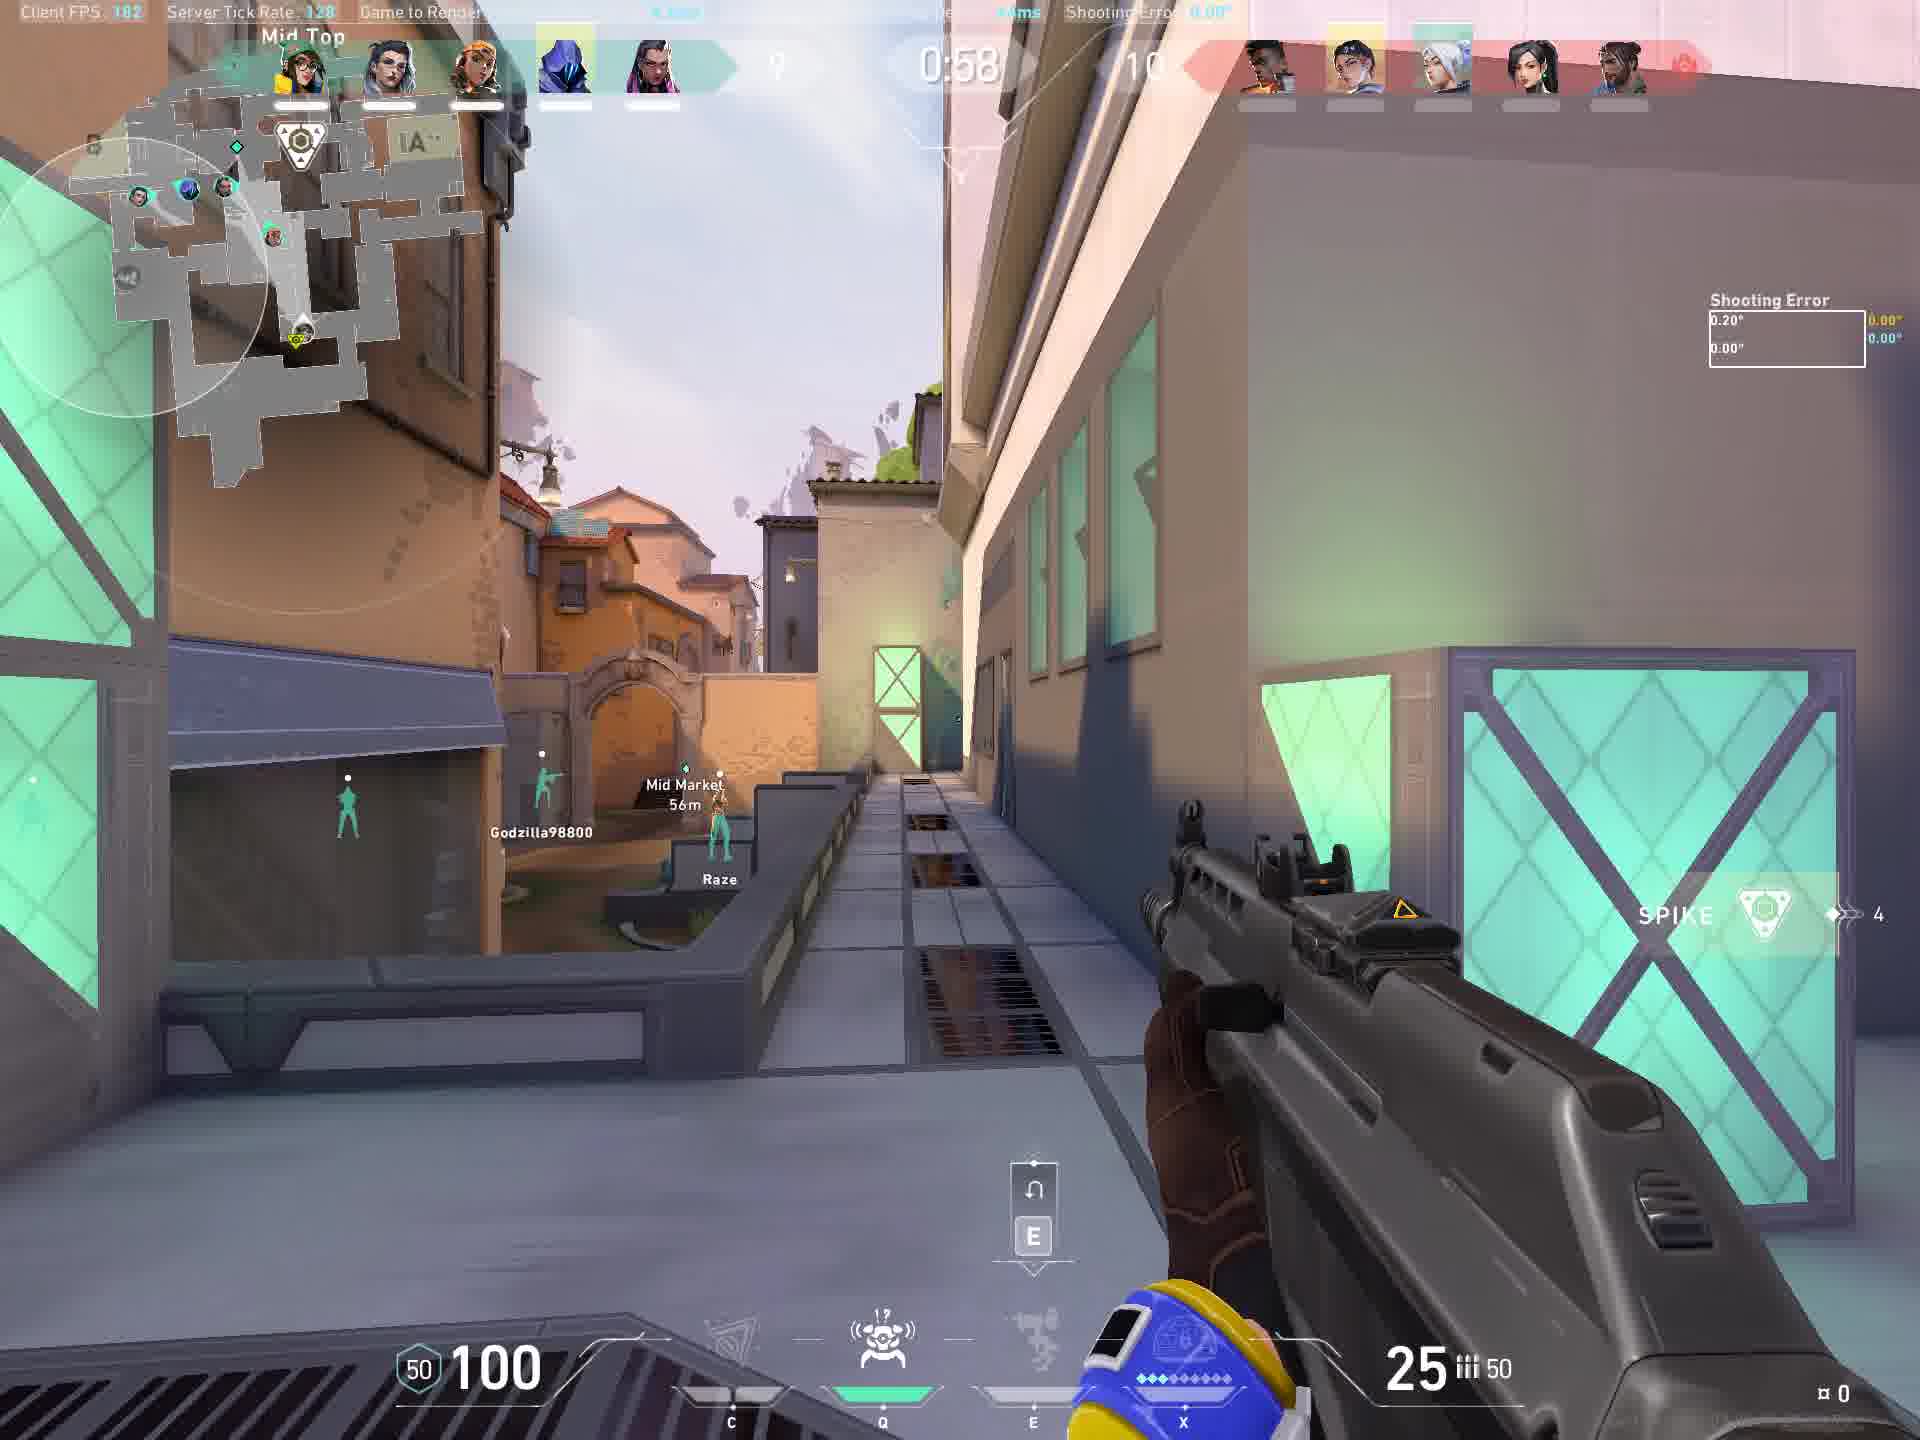 Client FPS: 182 Server Tick Rate: 128 Game to Render
Shooting Error 0.00°
Mid Top
0:58
10
B
A
Shooting Error
0.20°
0.00°
0.00°
0.00°
Mid Market
56m
Godzilla98800
Raze
SPIKE
4
E
50
100
25
50
¤ 0
C
Q
E
X